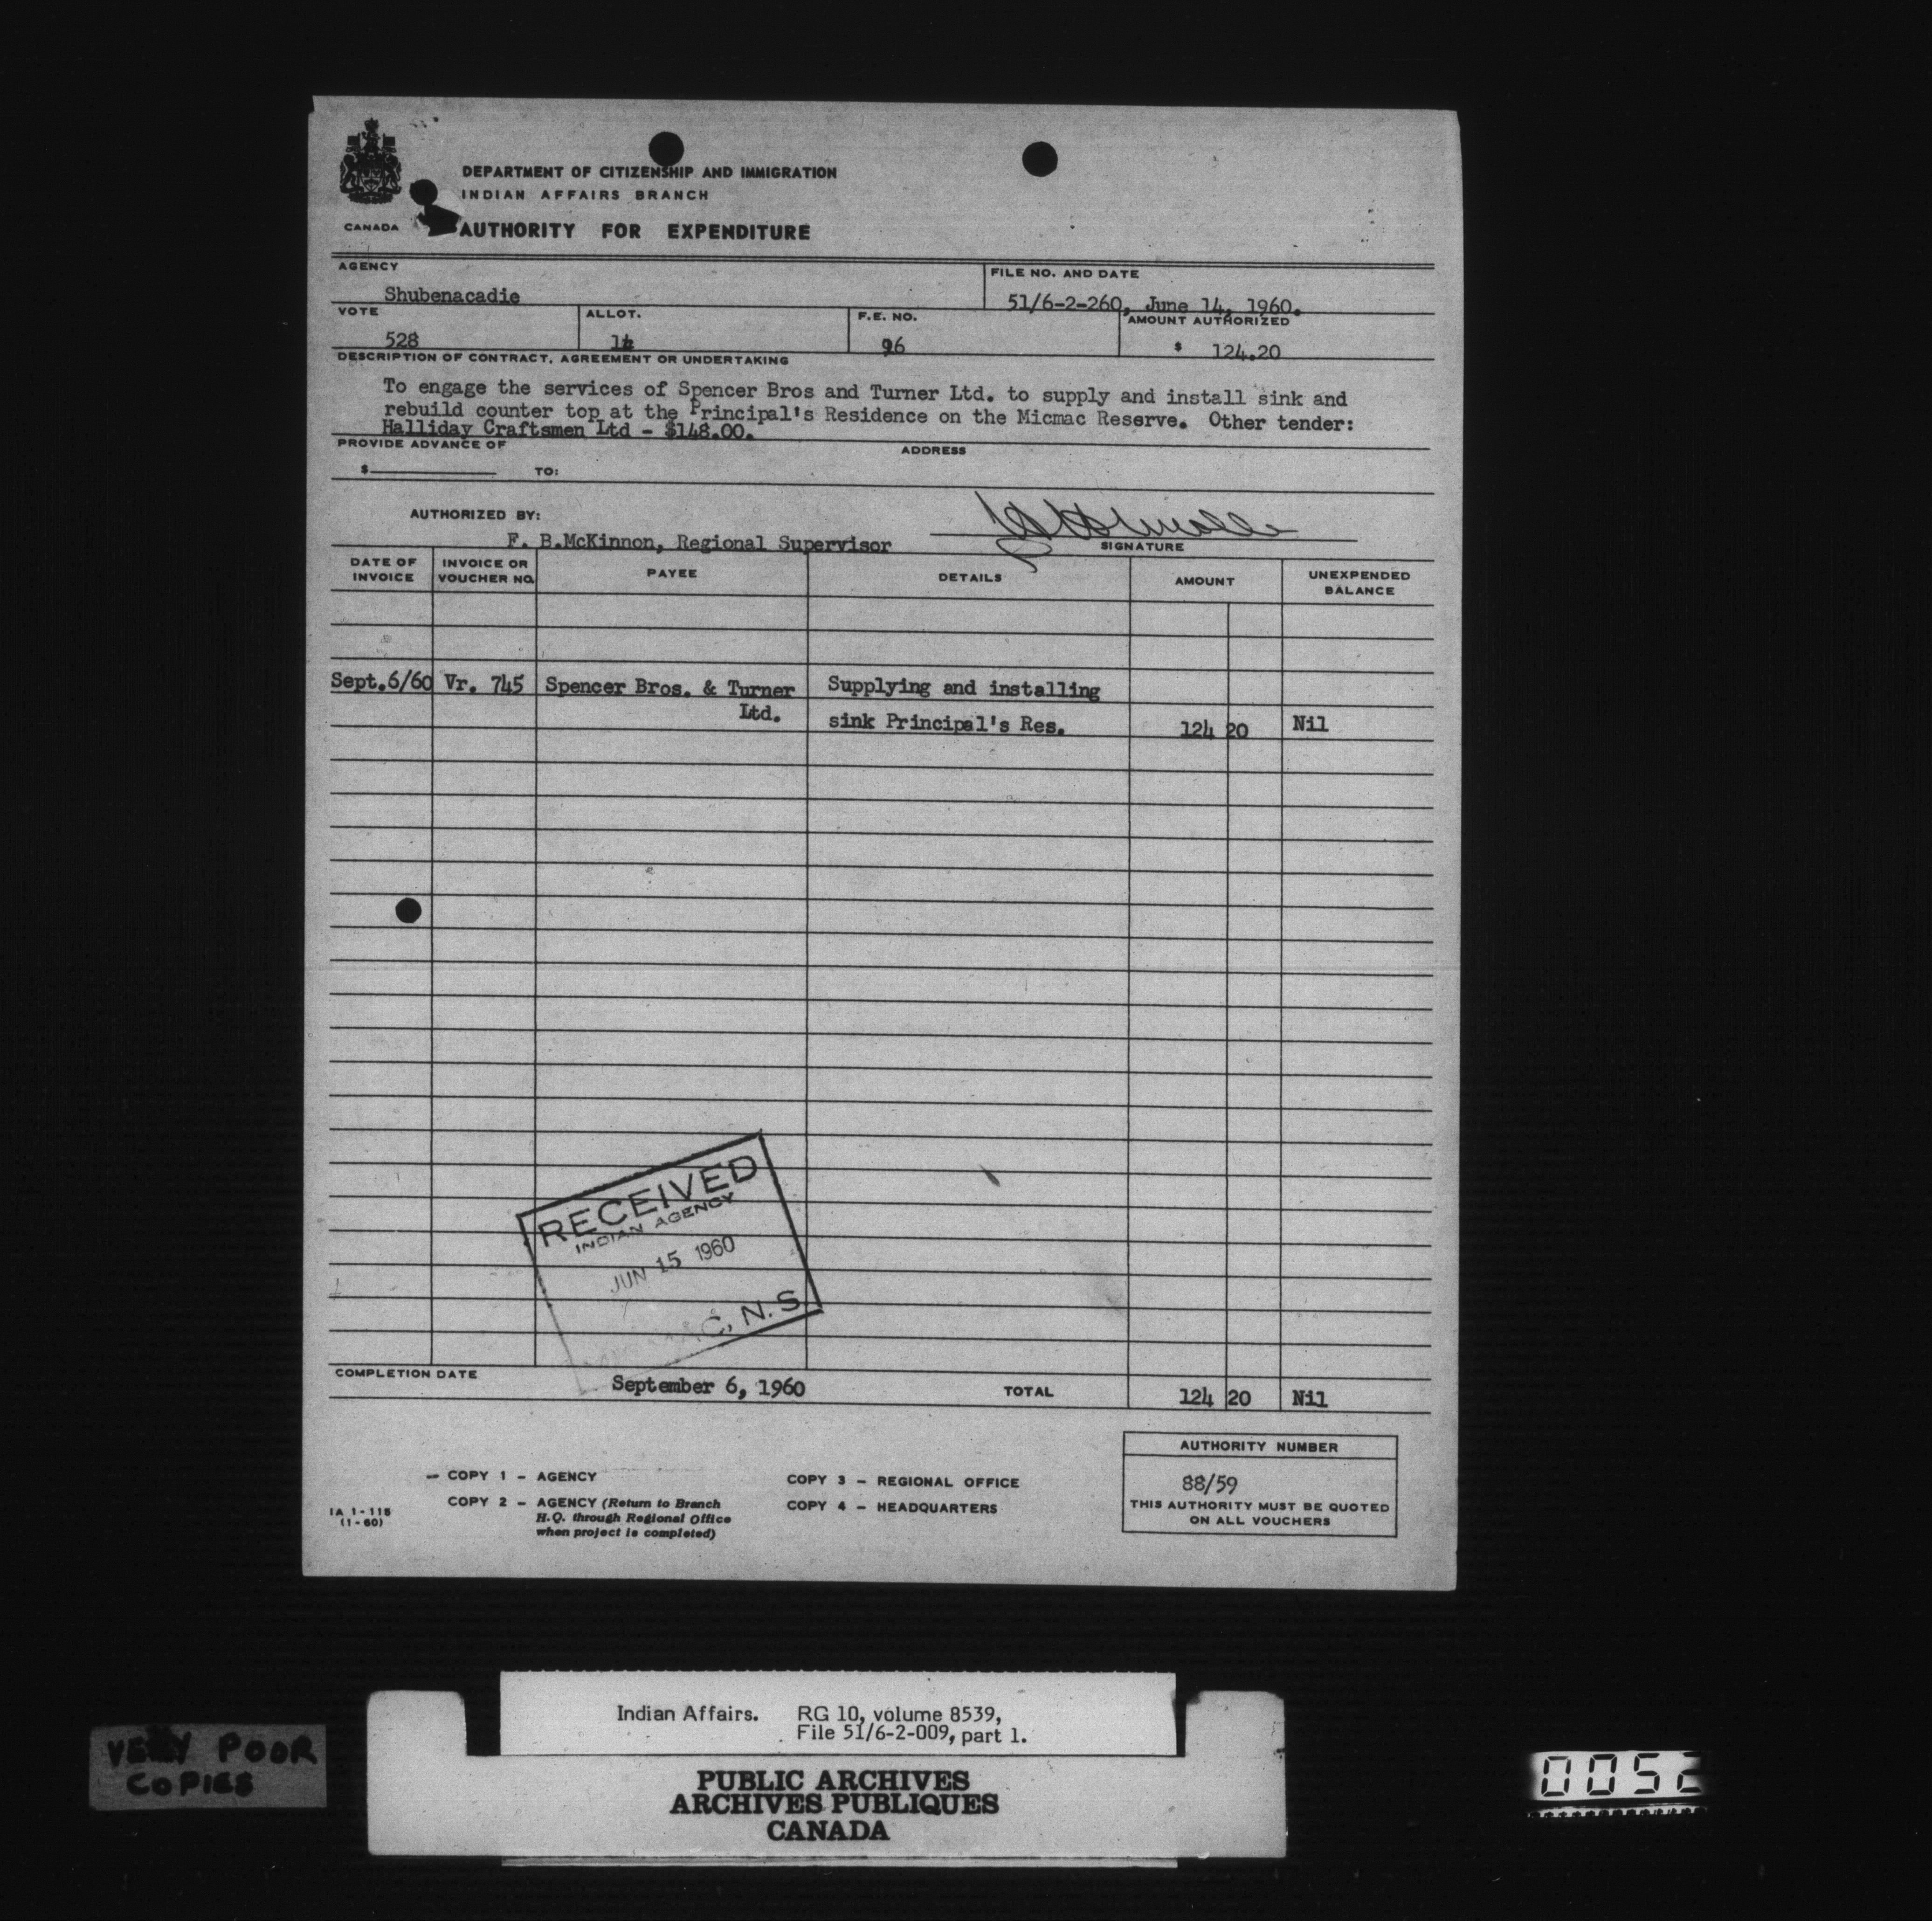 DEPARTMENT OF CITIZENSHIP AND IMMIGRATION
INDIAN AFFAIRS BRANCH
CANADA
AUTHORITY FOR EXPENDITURE
AGENCY
FILE NO. AND DATE
Shubenacadie
51/6-2-260, June 14, 1960.
VOTE
ALLOT.
F.E. NO.
AMOUNT AUTHORIZED
528
96
$ 124.20
DESCRIPTION OF CONTRACT, AGREEMENT OR UNDERTAKING
To engage the services of Spencer Bros and Turner Ltd. to supply and install sink and
rebuild counter top at the Principal's Residence on the Micmac Reserve. Other tender:
Halliday Craftsmen Ltd - $148.00.
PROVIDE ADVANCE OF
ADDRESS
$ TO:
AUTHORIZED BY:
F. B.McKinnon, Regional Supervisor
SIGNATURE
DATE OF INVOICE
INVOICE OR VOUCHER NO.
PAYEE
DETAILS
AMOUNT
UNEXPENDED BALANCE
Sept.6/60 Vr. 745 Spencer Bros. & Turner Supplying and installing
Ltd. sink Principal's Res. 124 20 Nil
RECEIVED
INDIAN AGENCY
JUN 15 1960
C, N. S.
COMPLETION DATE
September 6, 1960
TOTAL
124 20 Nil
AUTHORITY NUMBER
88/59
THIS AUTHORITY MUST BE QUOTED
ON ALL VOUCHERS
- COPY 1 - AGENCY
COPY 2 - AGENCY (Return to Branch
H.Q. through Regional Office
when project is completed)
COPY 3 - REGIONAL OFFICE
COPY 4 - HEADQUARTERS
IA 1-115
(1-60)
Indian Affairs. RG 10, volume 8539,
File 51/6-2-009, part 1.
PUBLIC ARCHIVES
ARCHIVES PUBLIQUES
CANADA
VERY POOR
COPIES
0052